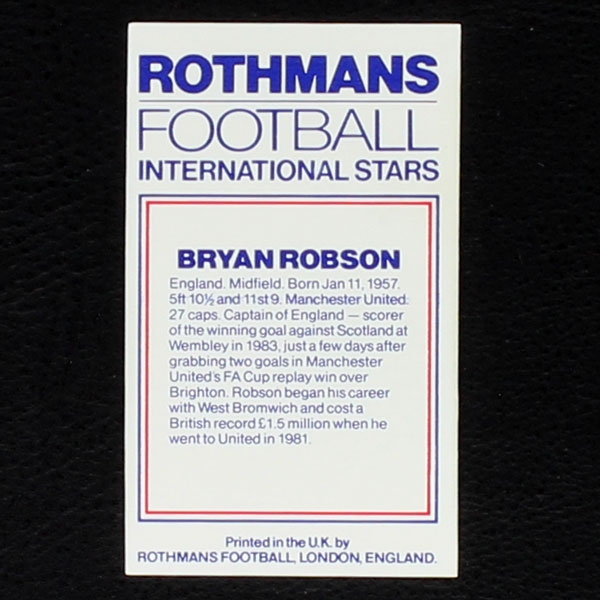 ROTHMANS
FOOTBALL
INTERNATIONAL STARS
BRYAN ROBSON
England. Midfield. Born Jan 11, 1957.
5ft 10½ and 11st 9. Manchester United.
27 caps. Captain of England — scorer
of the winning goal against Scotland at
Wembley in 1983, just a few days after
grabbing two goals in Manchester
United's FA Cup replay win over
Brighton. Robson began his career
with West Bromwich and cost a
British record £1.5 million when he
went to United in 1981.
Printed in the U.K. by
ROTHMANS FOOTBALL, LONDON, ENGLAND.